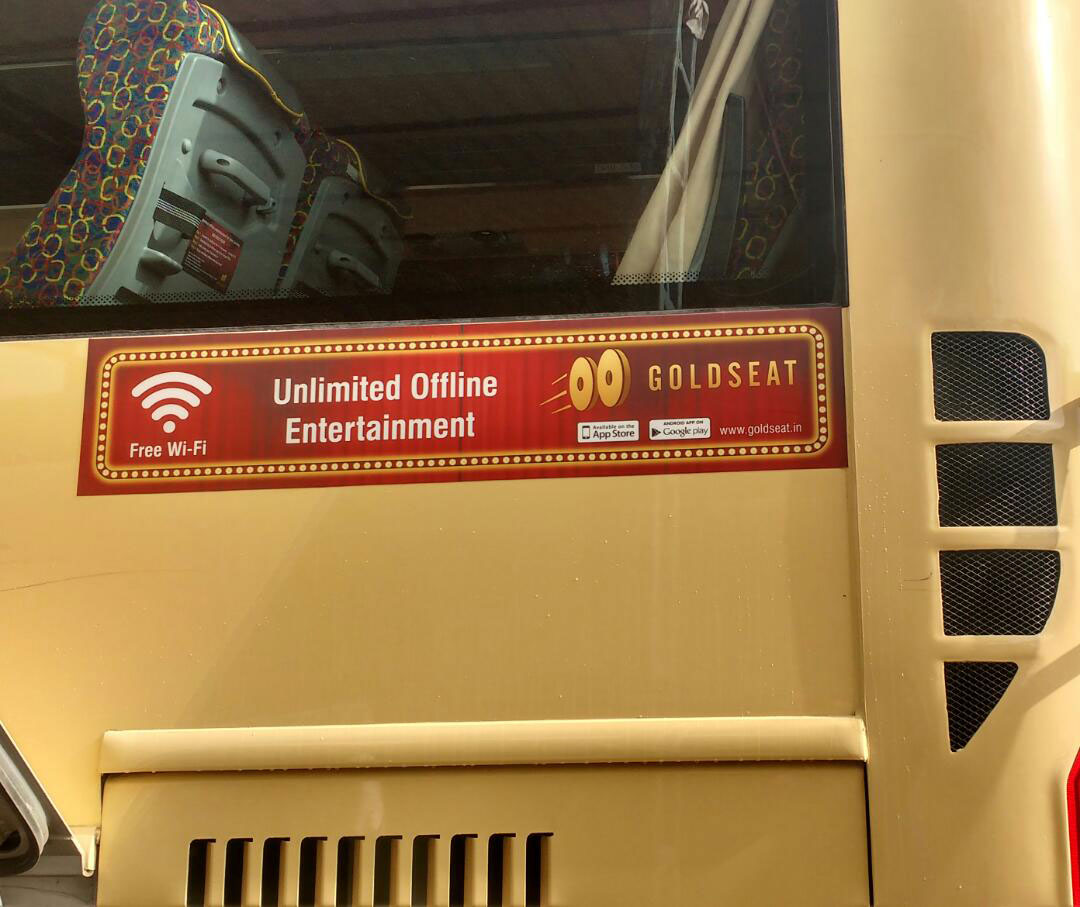 Free Wi-Fi
Unlimited Offline
Entertainment
GOLDSEAT
Available on the
App Store
ANDROID APP ON
Google play
www.goldseat.in